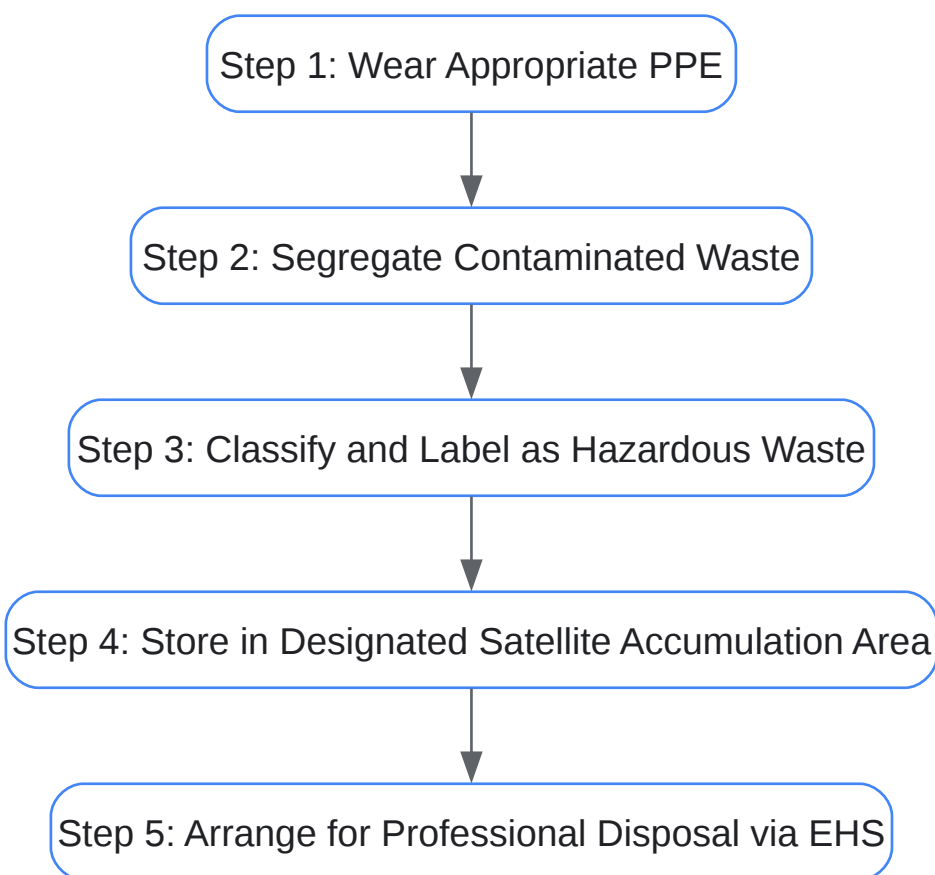 Step 1: Wear Appropriate PPE
Step 2: Segregate Contaminated Waste
Step 3: Classify and Label as Hazardous Waste
Step 4: Store in Designated Satellite Accumulation Area
Step 5: Arrange for Professional Disposal via EHS